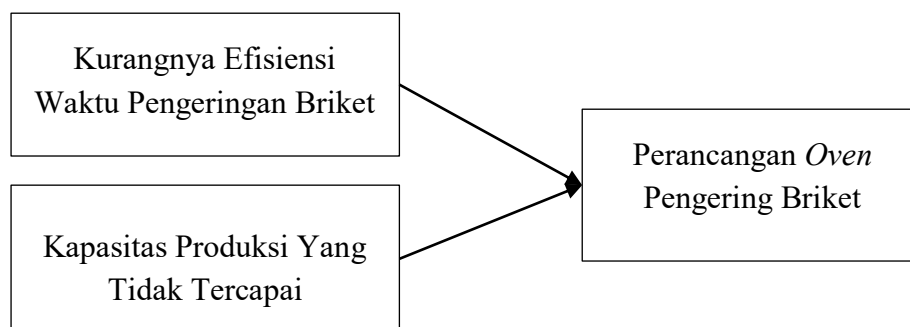 Kurangnya Efisiensi
Waktu Pengeringan Briket
Perancangan Oven
Pengering Briket
Kapasitas Produksi Yang
Tidak Tercapai